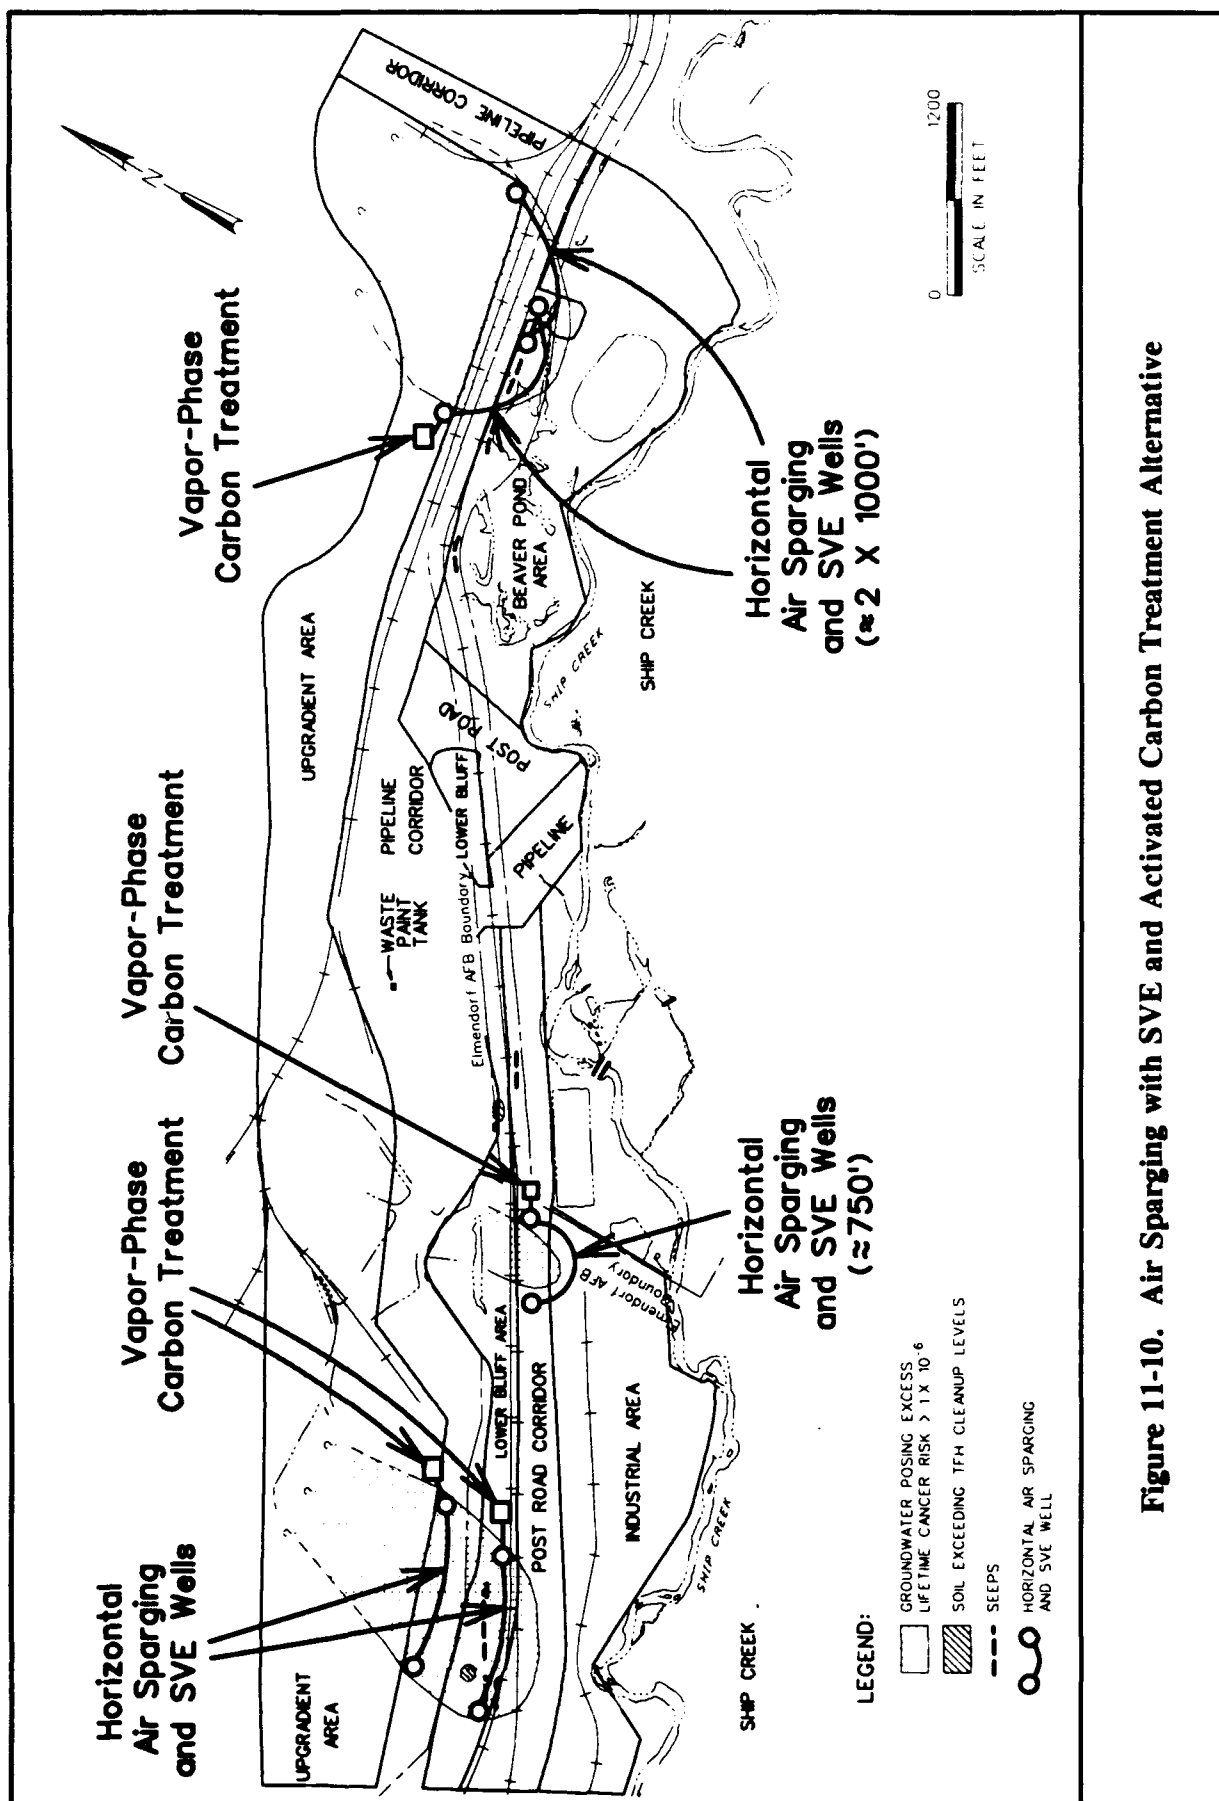 Horizontal
Air Sparging
and SVE Wells
Vapor-Phase
Carbon Treatment
Vapor-Phase
Carbon Treatment
Vapor-Phase
Carbon Treatment
N
UPGRADIENT
AREA
UPGRADIENT AREA
PIPELINE CORRIDOR
WASTE
PAINT
TANK
PIPELINE
CORRIDOR
Elmendorf AFB Boundary
LOWER BLUFF
POST ROAD
PIPELINE
BEAVER POND
AREA
LOWER BLUFF AREA
POST ROAD CORRIDOR
INDUSTRIAL AREA
Elmendorf AFB
Boundary
SHIP CREEK
SHIP CREEK
SHIP CREEK
SHIP CREEK
Horizontal
Air Sparging
and SVE Wells
(≈750')
Horizontal
Air Sparging
and SVE Wells
(≈2 X 1000')
LEGEND:
GROUNDWATER POSING EXCESS
LIFETIME CANCER RISK > 1 X 10⁻⁶
SOIL EXCEEDING TFH CLEANUP LEVELS
SEEPS
HORIZONTAL AIR SPARGING
AND SVE WELL
0 1200
SCALE IN FEET
Figure 11-10. Air Sparging with SVE and Activated Carbon Treatment Alternative